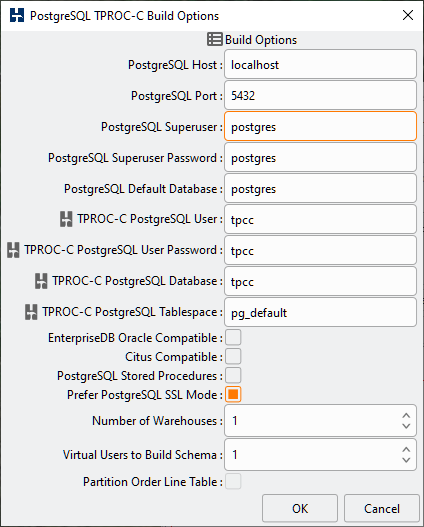 PostgreSQL TPROC-C Build Options
Build Options
PostgreSQL Host : localhost
PostgreSQL Port : 5432
PostgreSQL Superuser : postgres
PostgreSQL Superuser Password : postgres
PostgreSQL Default Database : postgres
TPROC-C PostgreSQL User : tpcc
TPROC-C PostgreSQL User Password : tpcc
TPROC-C PostgreSQL Database : tpcc
TPROC-C PostgreSQL Tablespace : pg_default
EnterpriseDB Oracle Compatible :
Citus Compatible :
PostgreSQL Stored Procedures :
Prefer PostgreSQL SSL Mode :
Number of Warehouses : 1
Virtual Users to Build Schema : 1
Partition Order Line Table :
OK Cancel